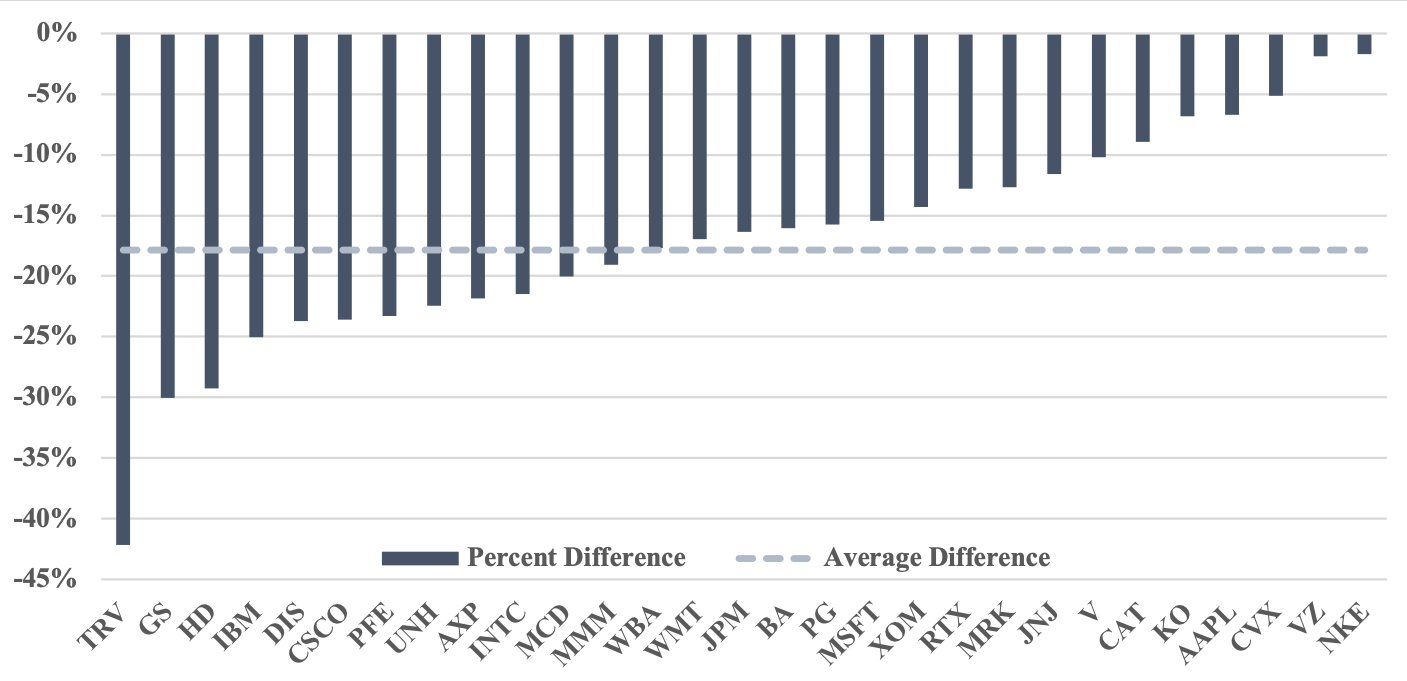 0%
-5%
-10%
-15%
-20%
-25%
-30%
-35%
-40%
-45%
Percent Difference
Average Difference
TRV
GS
HD
IBM
DIS
CSCO
PFE
UNH
AXP
INTC
MCD
MMM
WBA
WMT
JPM
BA
PG
MSFT
XOM
RTX
MRK
JNJ
V
CAT
KO
AAPL
CVX
VZ
NKE